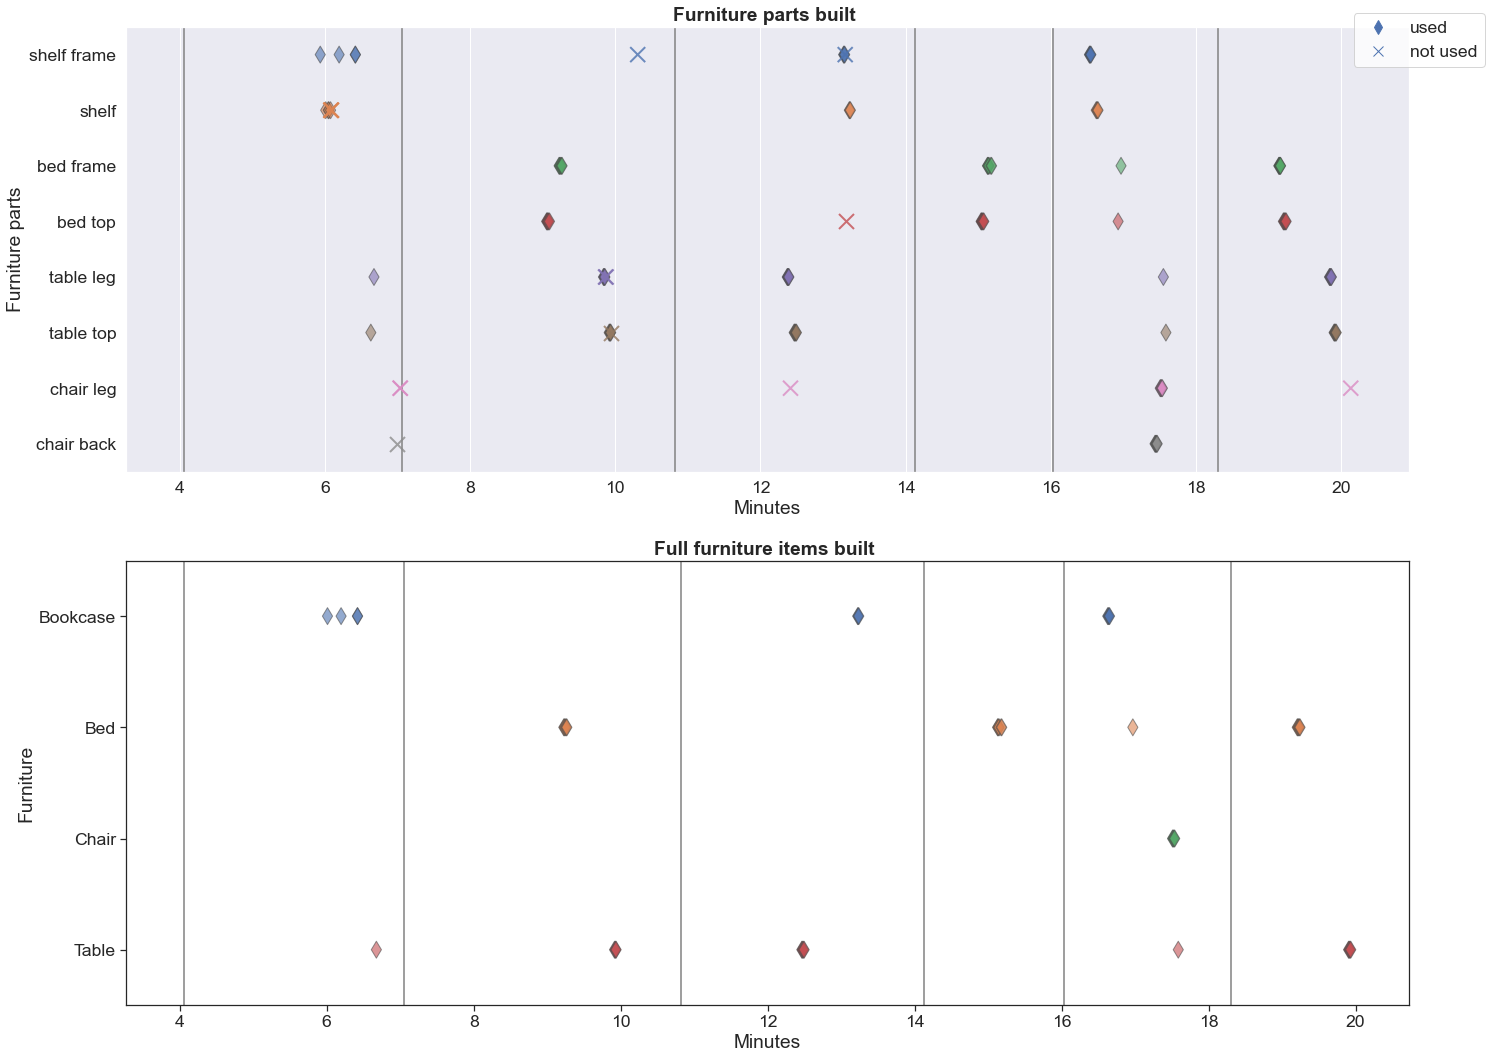 Furniture parts built
used
not used
Furniture parts
shelf frame
shelf
bed frame
bed top
table leg
table top
chair leg
chair back
4 6 8 10 12 14 16 18 20
Minutes
Full furniture items built
Furniture
Bookcase
Bed
Chair
Table
4 6 8 10 12 14 16 18 20
Minutes